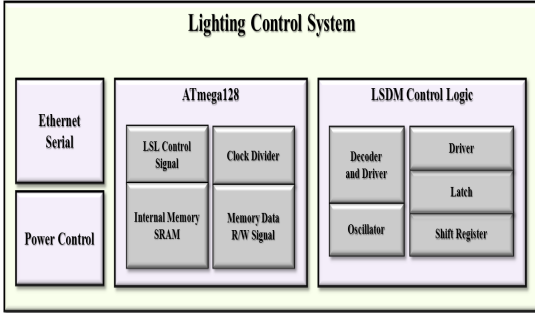 Lighting Control System
Ethernet
Serial
Power Control
ATmega128
LSL Control
Signal
Clock Divider
Internal Memory
SRAM
Memory Data
R/W Signal
LSDM Control Logic
Decoder
and Driver
Oscillator
Driver
Latch
Shift Register